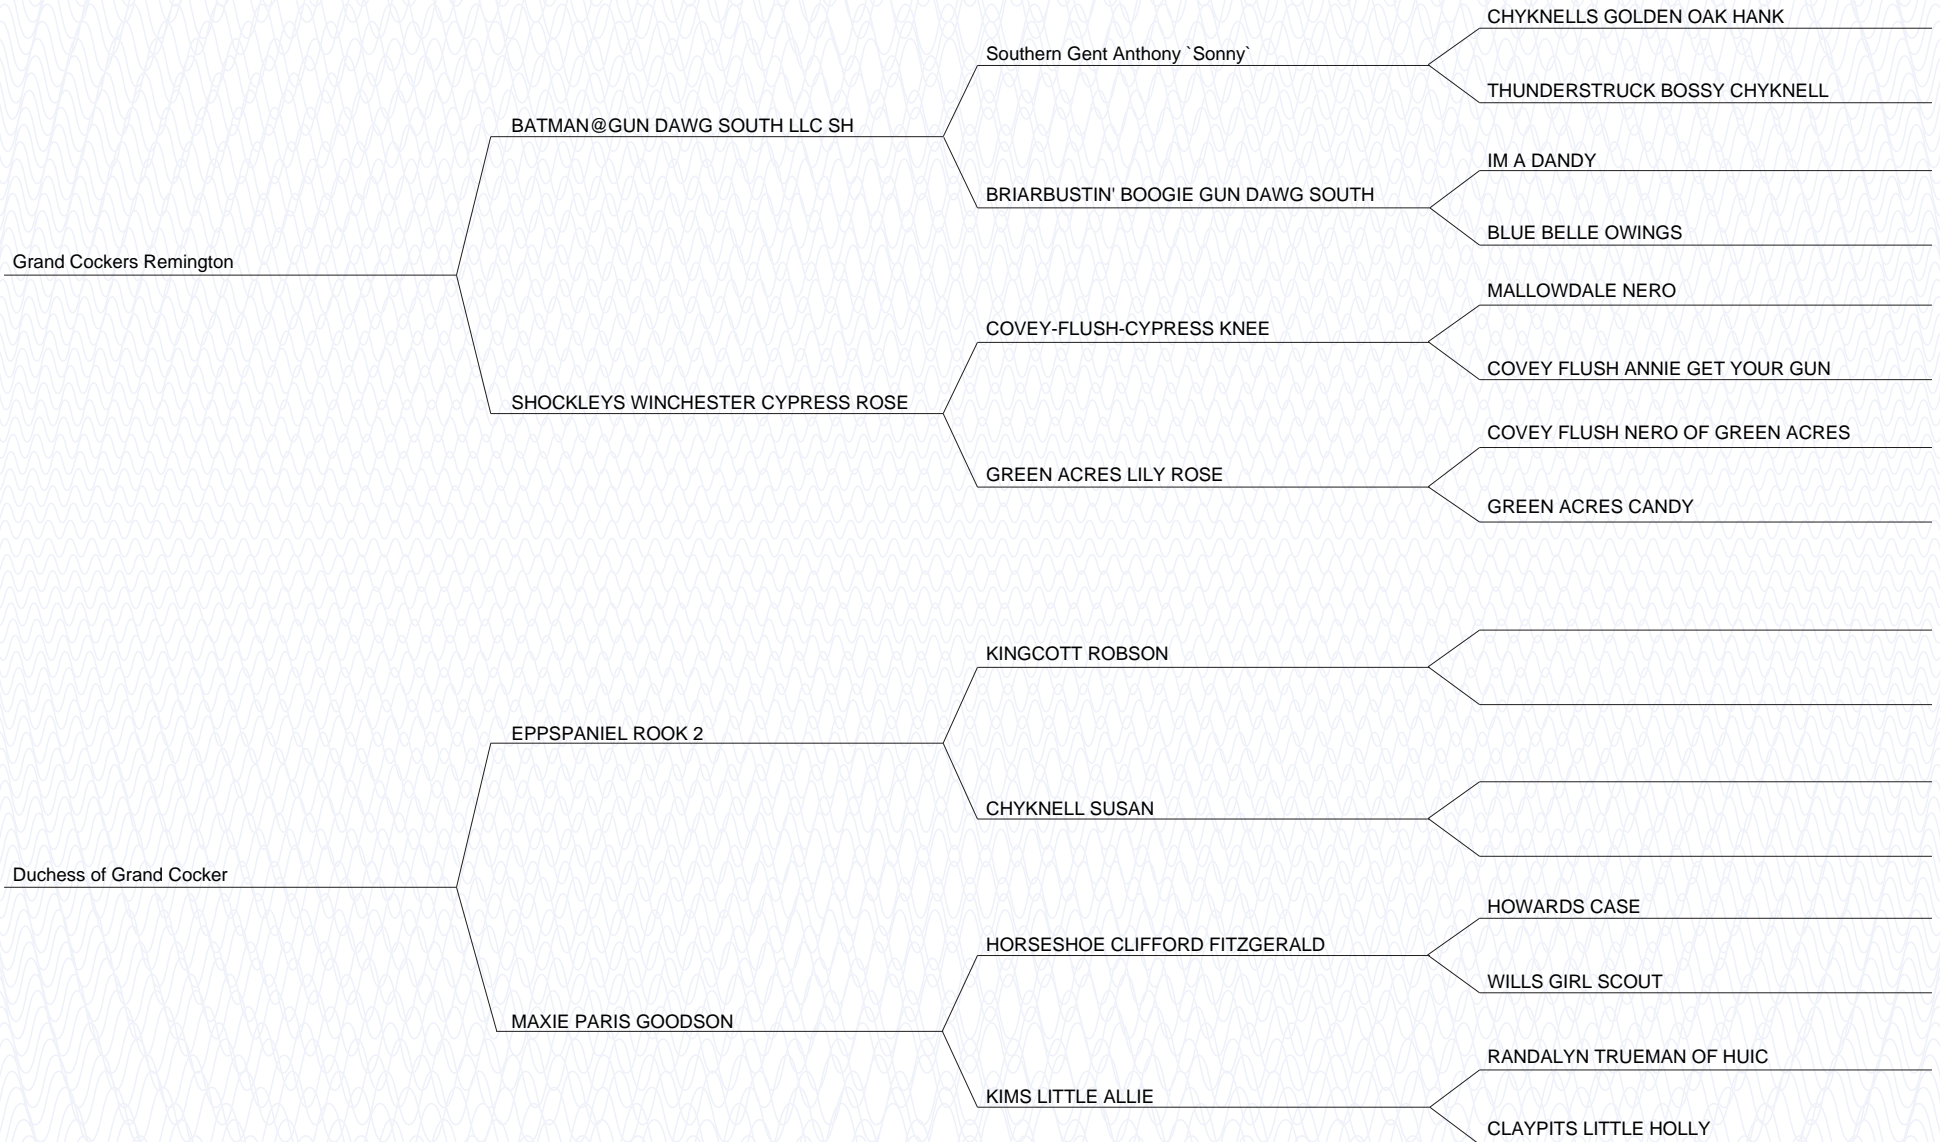 CHYKNELLS GOLDEN OAK HANK
Southern Gent Anthony `Sonny`
THUNDERSTRUCK BOSSY CHYKNELL
BATMAN@GUN DAWG SOUTH LLC SH
IM A DANDY
BRIARBUSTIN' BOOGIE GUN DAWG SOUTH
BLUE BELLE OWINGS
Grand Cockers Remington
MALLOWDALE NERO
COVEY-FLUSH-CYPRESS KNEE
COVEY FLUSH ANNIE GET YOUR GUN
SHOCKLEYS WINCHESTER CYPRESS ROSE
COVEY FLUSH NERO OF GREEN ACRES
GREEN ACRES LILY ROSE
GREEN ACRES CANDY
KINGCOTT ROBSON
EPPSPANIEL ROOK 2
CHYKNELL SUSAN
Duchess of Grand Cocker
HOWARDS CASE
HORSESHOE CLIFFORD FITZGERALD
WILLS GIRL SCOUT
MAXIE PARIS GOODSON
RANDALYN TRUEMAN OF HUIC
KIMS LITTLE ALLIE
CLAYPITS LITTLE HOLLY